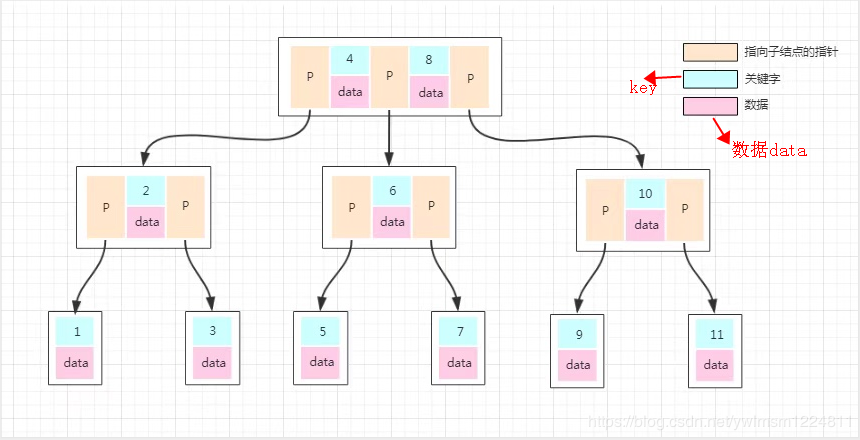 4 8
P P P
data data
指向子结点的指针
关键字
key
数据
数据data
2
P P
data
6
P P
data
10
P P
data
1
data
3
data
5
data
7
data
9
data
11
data
https://blog.csdn.net/ywlmsm1224811